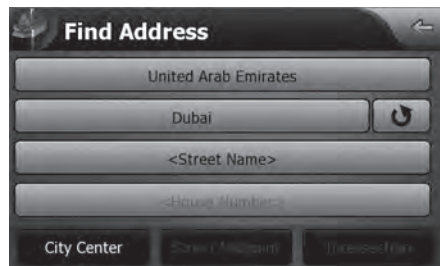 Find Address
United Arab Emirates
Dubai
<Street Name>
<House Number>
City Center